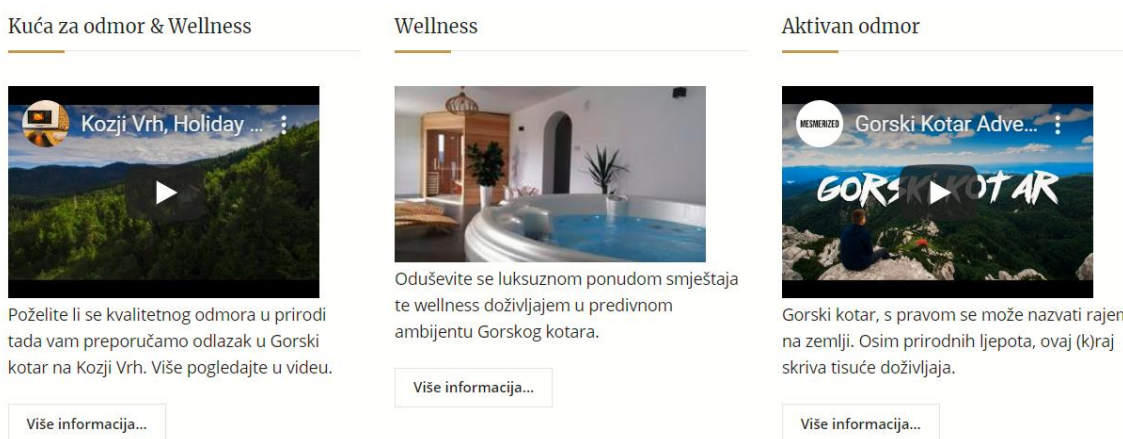 Kuća za odmor & Wellness
Kozji Vrh, Holiday ...
Poželite li se kvalitetnog odmora u prirodi
tada vam preporučamo odlazak u Gorski
kotar na Kozji Vrh. Više pogledajte u videu.
Više informacija...
Wellness
Oduševite se luksuznom ponudom smještaja
te wellness doživljajem u predivnom
ambijentu Gorskog kotara.
Više informacija...
Aktivan odmor
MESMERIZED
Gorski Kotar Adve...
GORSKI KOTAR
Gorski kotar, s pravom se može nazvati rajem
na zemlji. Osim prirodnih ljepota, ovaj (k)raj
skriva tisuće doživljaja.
Više informacija...